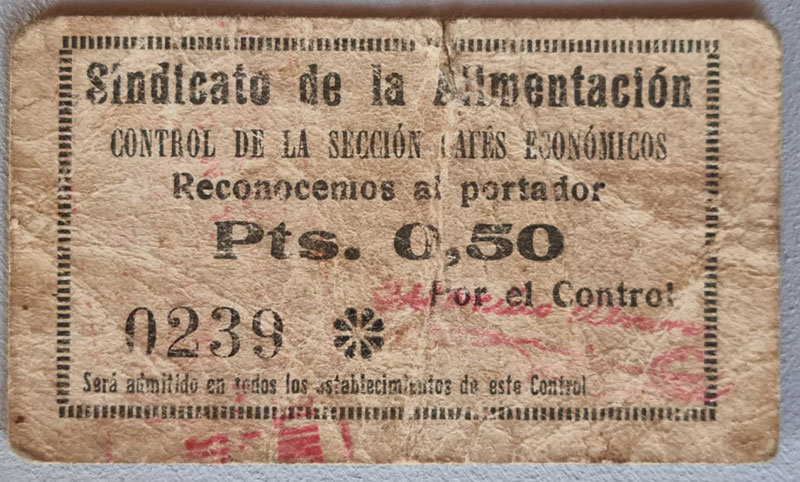 Sindicato de la Alimentación
CONTROL DE LA SECCIÓN CAFÉS ECONÓMICOS
Reconocemos al portador
Pts. 0,50
Por el Control
0239
Será admitido en todos los establecimientos de este Control